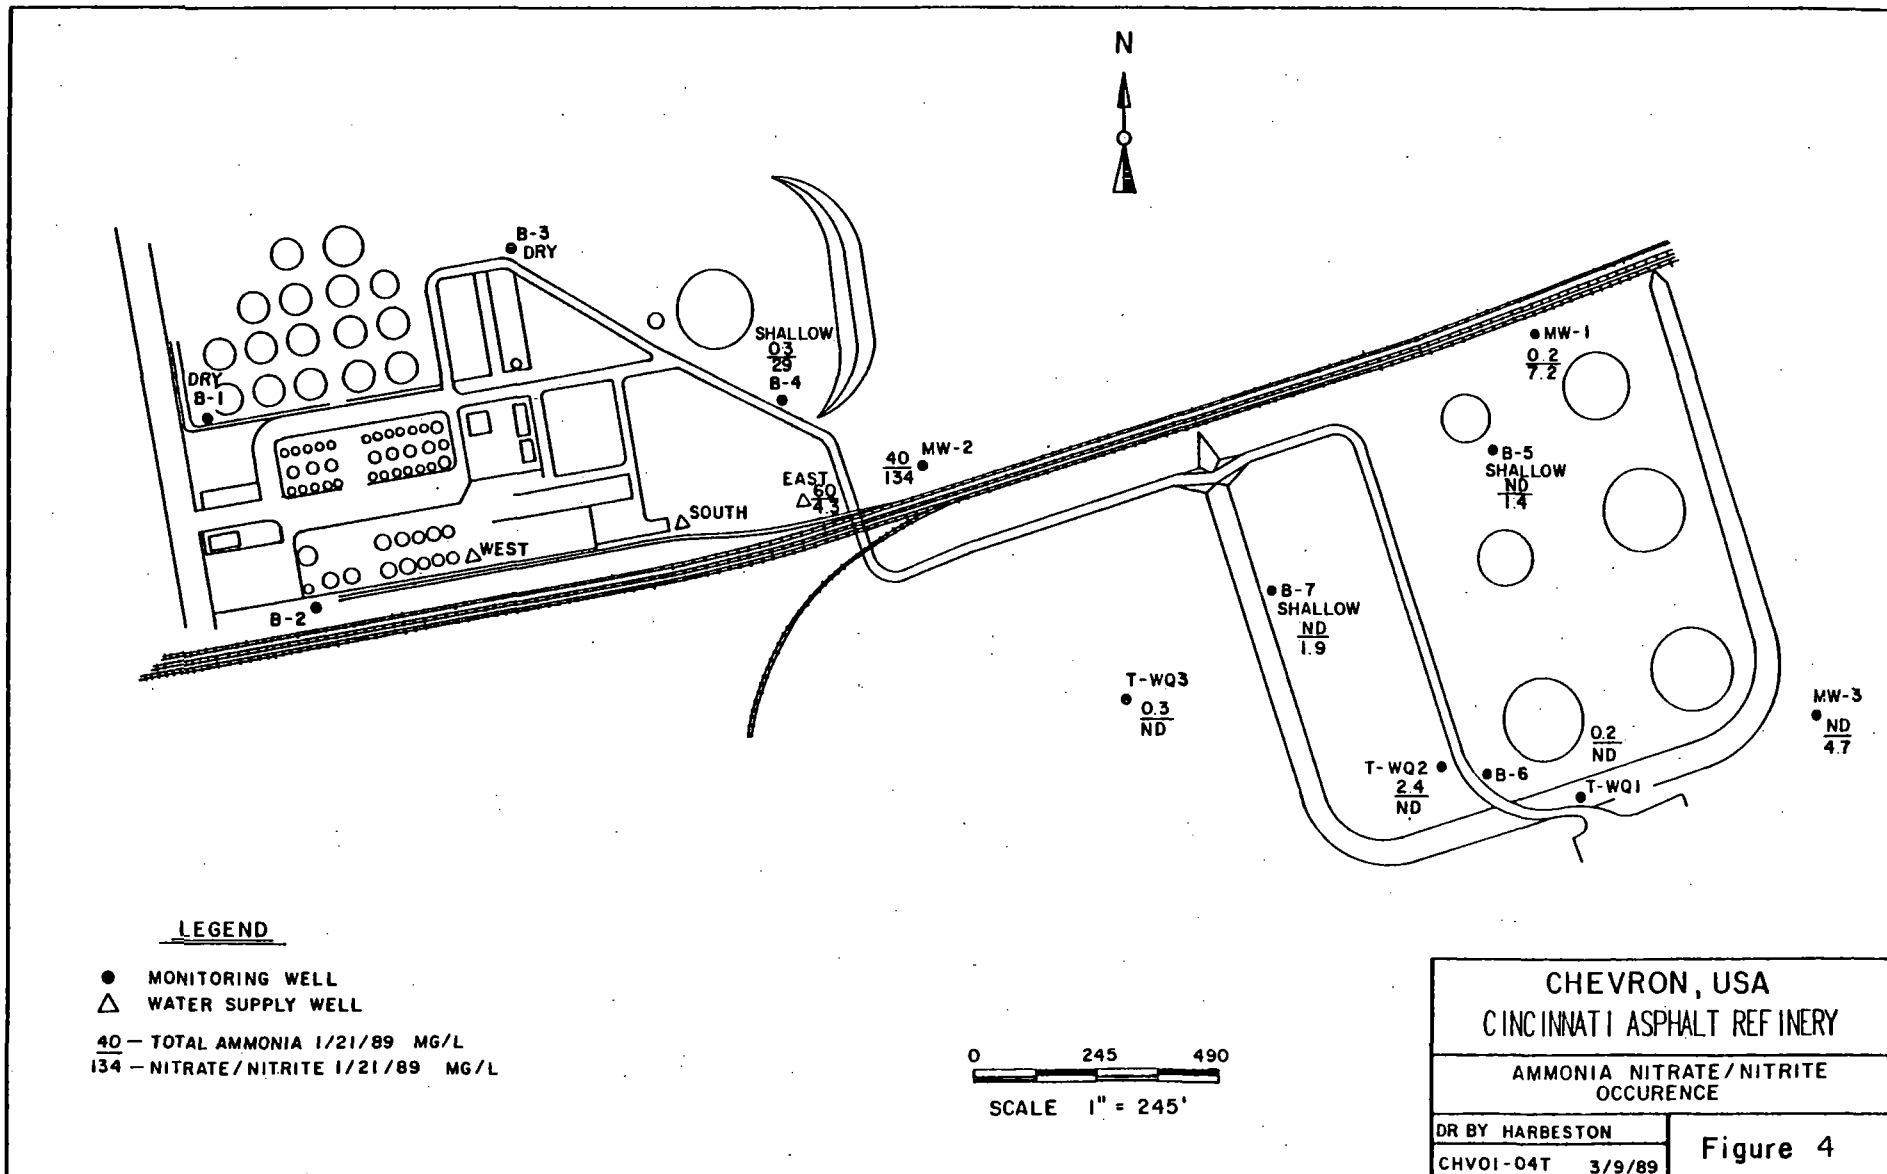 N
B-3
DRY
SHALLOW
0.3
29
B-4
DRY
B-1
MW-1
0.2
7.2
B-5
SHALLOW
ND
1.4
MW-2
40
134
EAST
60
4.3
SOUTH
WEST
B-2
B-7
SHALLOW
ND
1.9
T-WQ3
0.3
ND
MW-3
ND
4.7
0.2
ND
T-WQ2
2.4
ND
B-6
T-WQ1
LEGEND
MONITORING WELL
WATER SUPPLY WELL
40 — TOTAL AMMONIA 1/21/89 MG/L
134 — NITRATE/NITRITE 1/21/89 MG/L
0 245 490
SCALE 1" = 245'
CHEVRON, USA
CINCINNATI ASPHALT REFINERY
AMMONIA NITRATE/NITRITE
OCCURENCE
DR BY HARBESTON
CHV01-04T 3/9/89
Figure 4